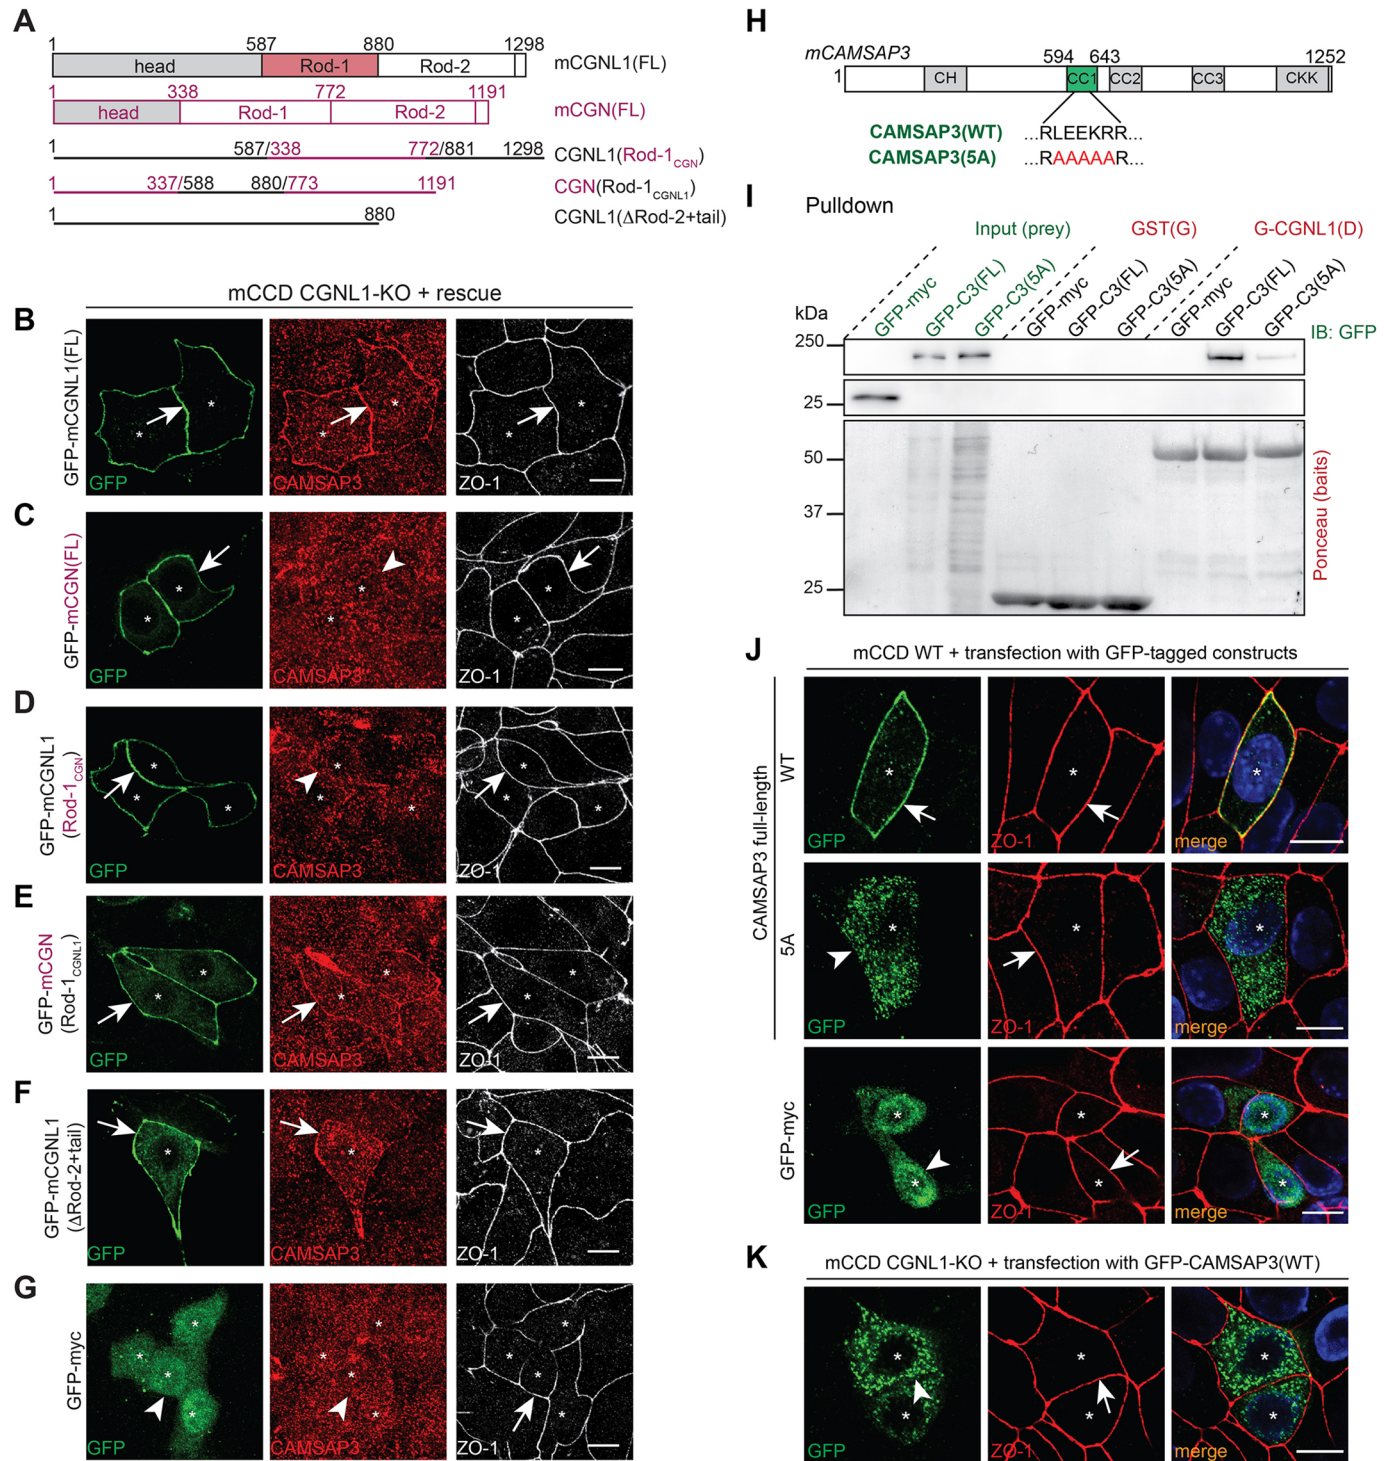 A
1 587 880 1298
head Rod-1 Rod-2 mCGNL1(FL)
1 338 772 1191
head Rod-1 Rod-2 mCGN(FL)
1 587/338 772/881 1298 CGNL1(Rod-1CGN)
1 337/588 880/773 1191 CGN(Rod-1CGNL1)
1 880 CGNL1(ΔRod-2+tail)
mCCD CGNL1-KO + rescue
B
GFP-mCGNL1(FL)
GFP CAMSAP3 ZO-1
* * * * * *
C
GFP-mCGN(FL)
GFP CAMSAP3 ZO-1
* * * * * *
D
GFP-mCGNL1
(Rod-1CGN)
GFP CAMSAP3 ZO-1
* * * * * * * * *
E
GFP-mCGN
(Rod-1CGNL1)
GFP CAMSAP3 ZO-1
* * * * * *
F
GFP-mCGNL1
(ΔRod-2+tail)
GFP CAMSAP3 ZO-1
* * *
G
GFP-myc
GFP CAMSAP3 ZO-1
* * * * * * * * * * * *
H
mCAMSAP3 594 643 1252
1 CH CC1 CC2 CC3 CKK
CAMSAP3(WT) ...RLEEKRR...
CAMSAP3(5A) ...RAAAAAR...
I
Pulldown
Input (prey) GST(G) G-CGNL1(D)
GFP-myc GFP-C3(FL) GFP-C3(5A) GFP-myc GFP-C3(FL) GFP-C3(5A) GFP-myc GFP-C3(FL) GFP-C3(5A)
kDa
250
IB: GFP
25
50
37
25
Ponceau (baits)
J
mCCD WT + transfection with GFP-tagged constructs
CAMSAP3 full-length
WT
GFP ZO-1 merge
* * *
5A
GFP ZO-1 merge
* * *
GFP-myc
GFP ZO-1 merge
* * * * * *
K
mCCD CGNL1-KO + transfection with GFP-CAMSAP3(WT)
GFP ZO-1 merge
* * * * * *